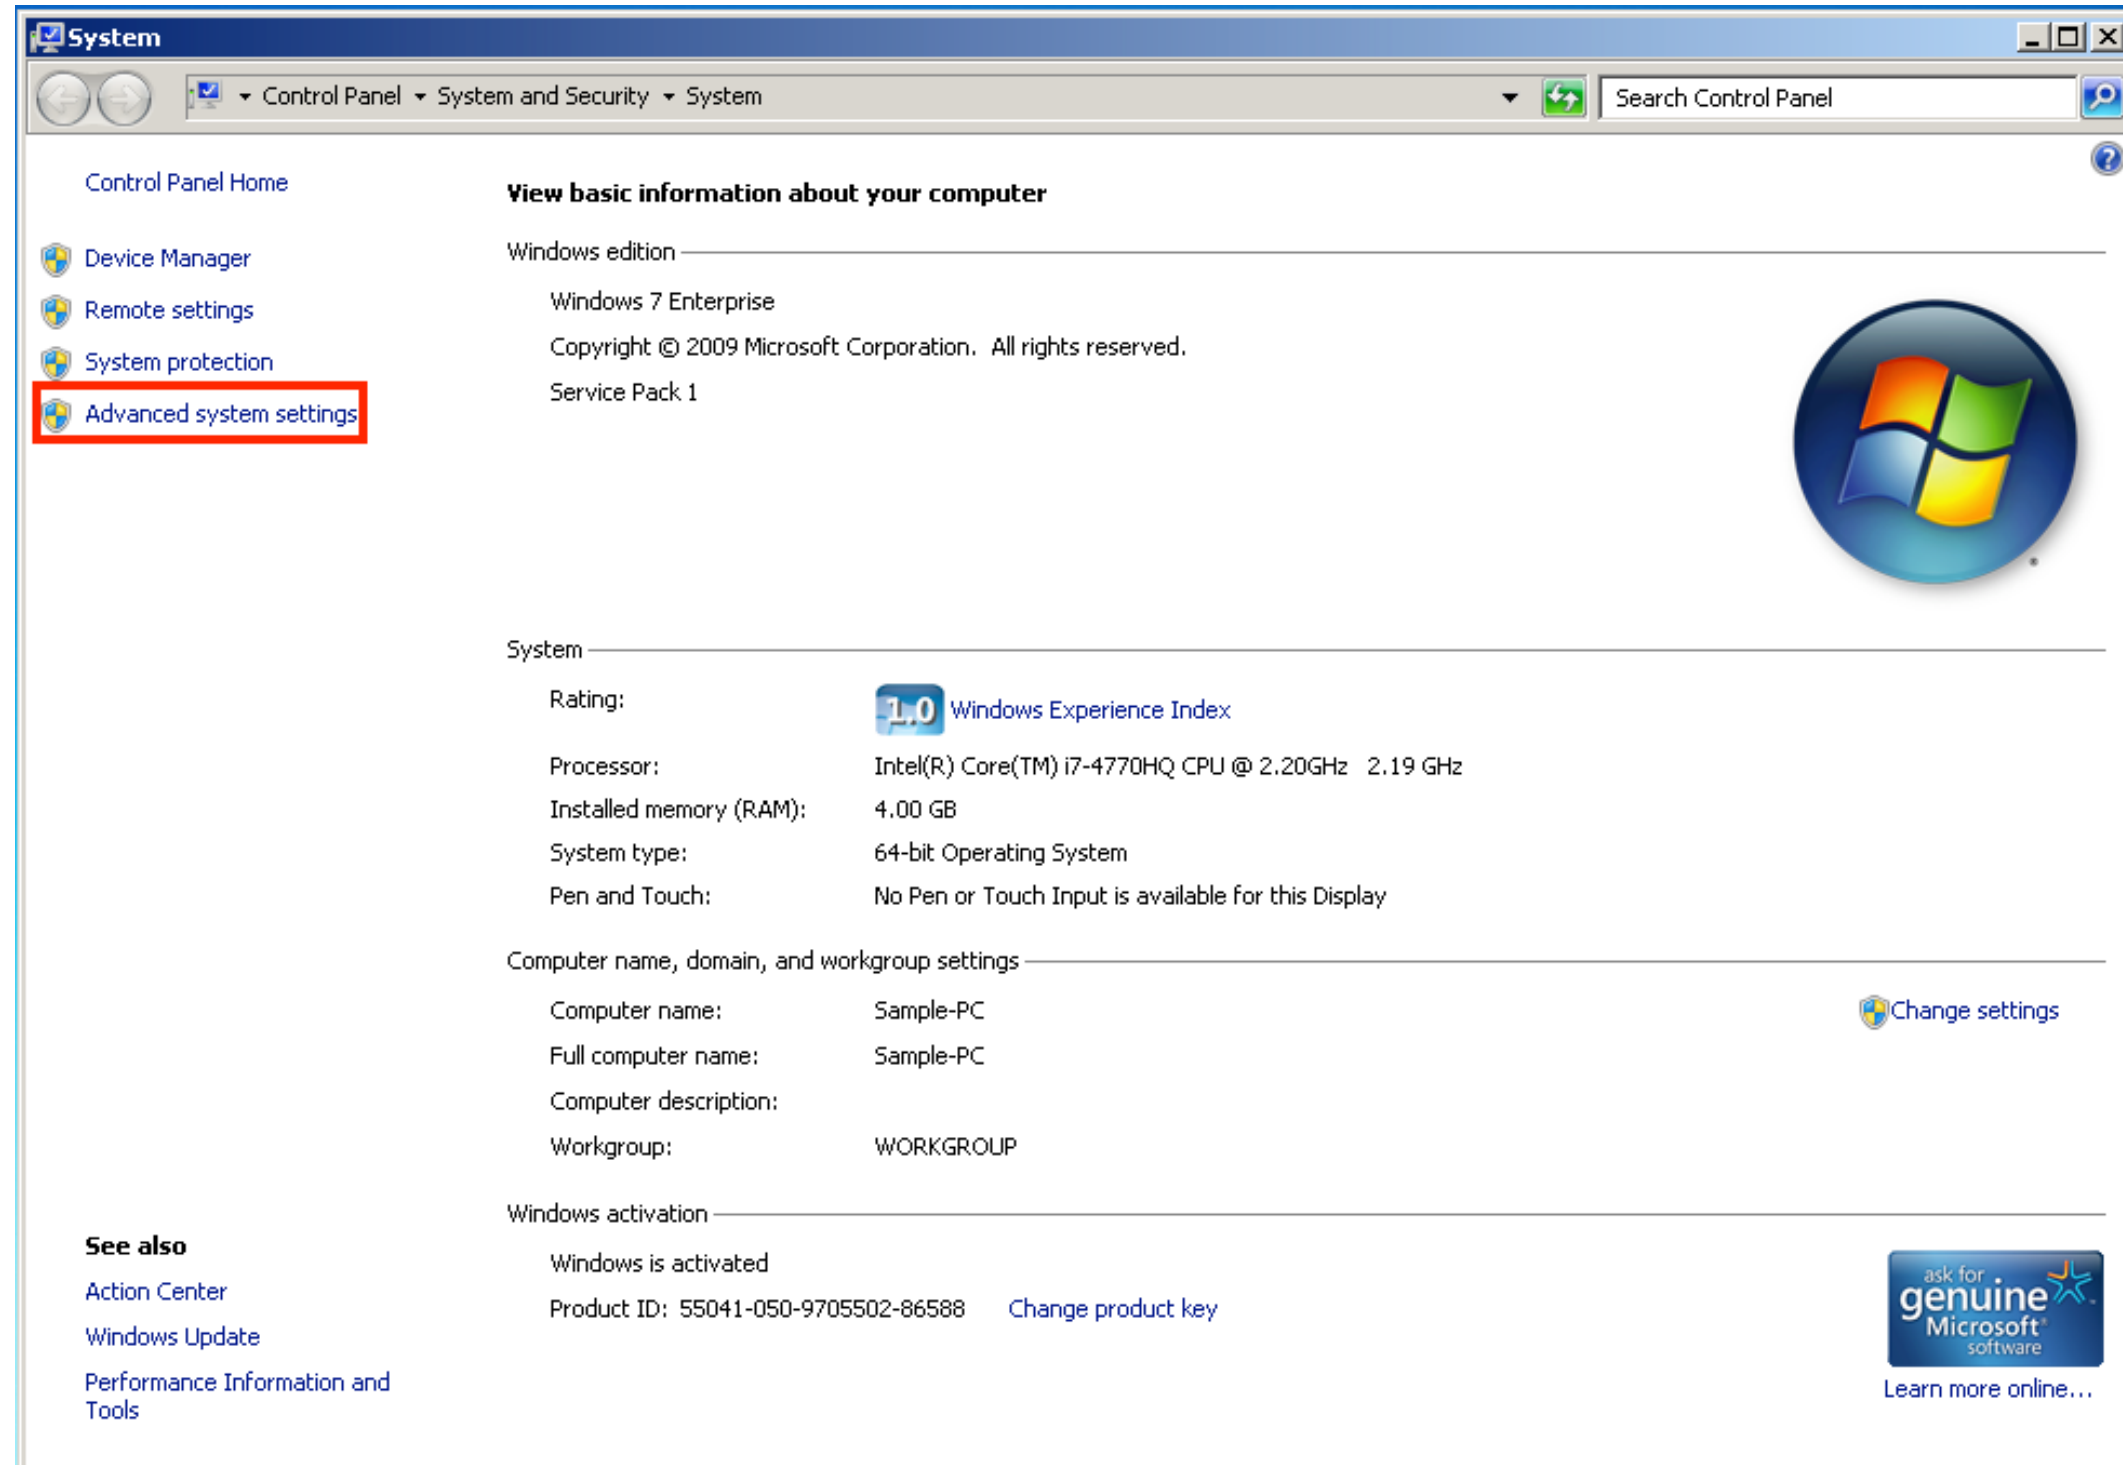 System
Control Panel System and Security System
Search Control Panel
Control Panel Home
Device Manager
Remote settings
System protection
Advanced system settings
View basic information about your computer
Windows edition
Windows 7 Enterprise
Copyright © 2009 Microsoft Corporation. All rights reserved.
Service Pack 1
System
Rating: 1.0 Windows Experience Index
Processor: Intel(R) Core(TM) i7-4770HQ CPU @ 2.20GHz 2.19 GHz
Installed memory (RAM): 4.00 GB
System type: 64-bit Operating System
Pen and Touch: No Pen or Touch Input is available for this Display
Computer name, domain, and workgroup settings
Computer name: Sample-PC
Change settings
Full computer name: Sample-PC
Computer description:
Workgroup: WORKGROUP
Windows activation
Windows is activated
Product ID: 55041-050-9705502-86588 Change product key
ask for
genuine
Microsoft
software
Learn more online...
See also
Action Center
Windows Update
Performance Information and
Tools